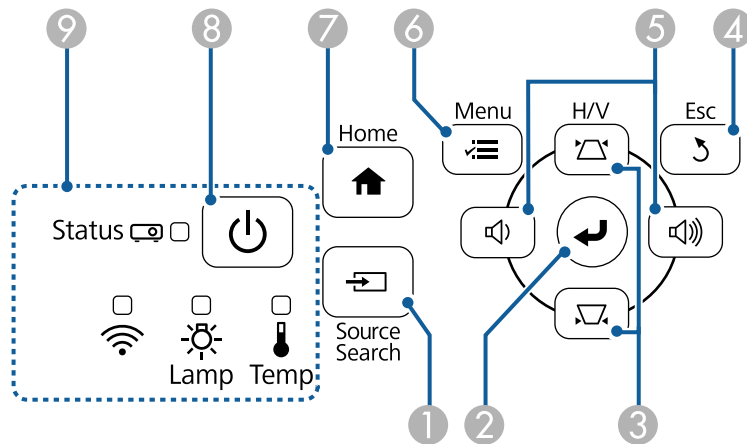 9 8 7 6 5 4
Menu H/V Esc
Home
Status
Source
Search
Lamp Temp
1 2 3